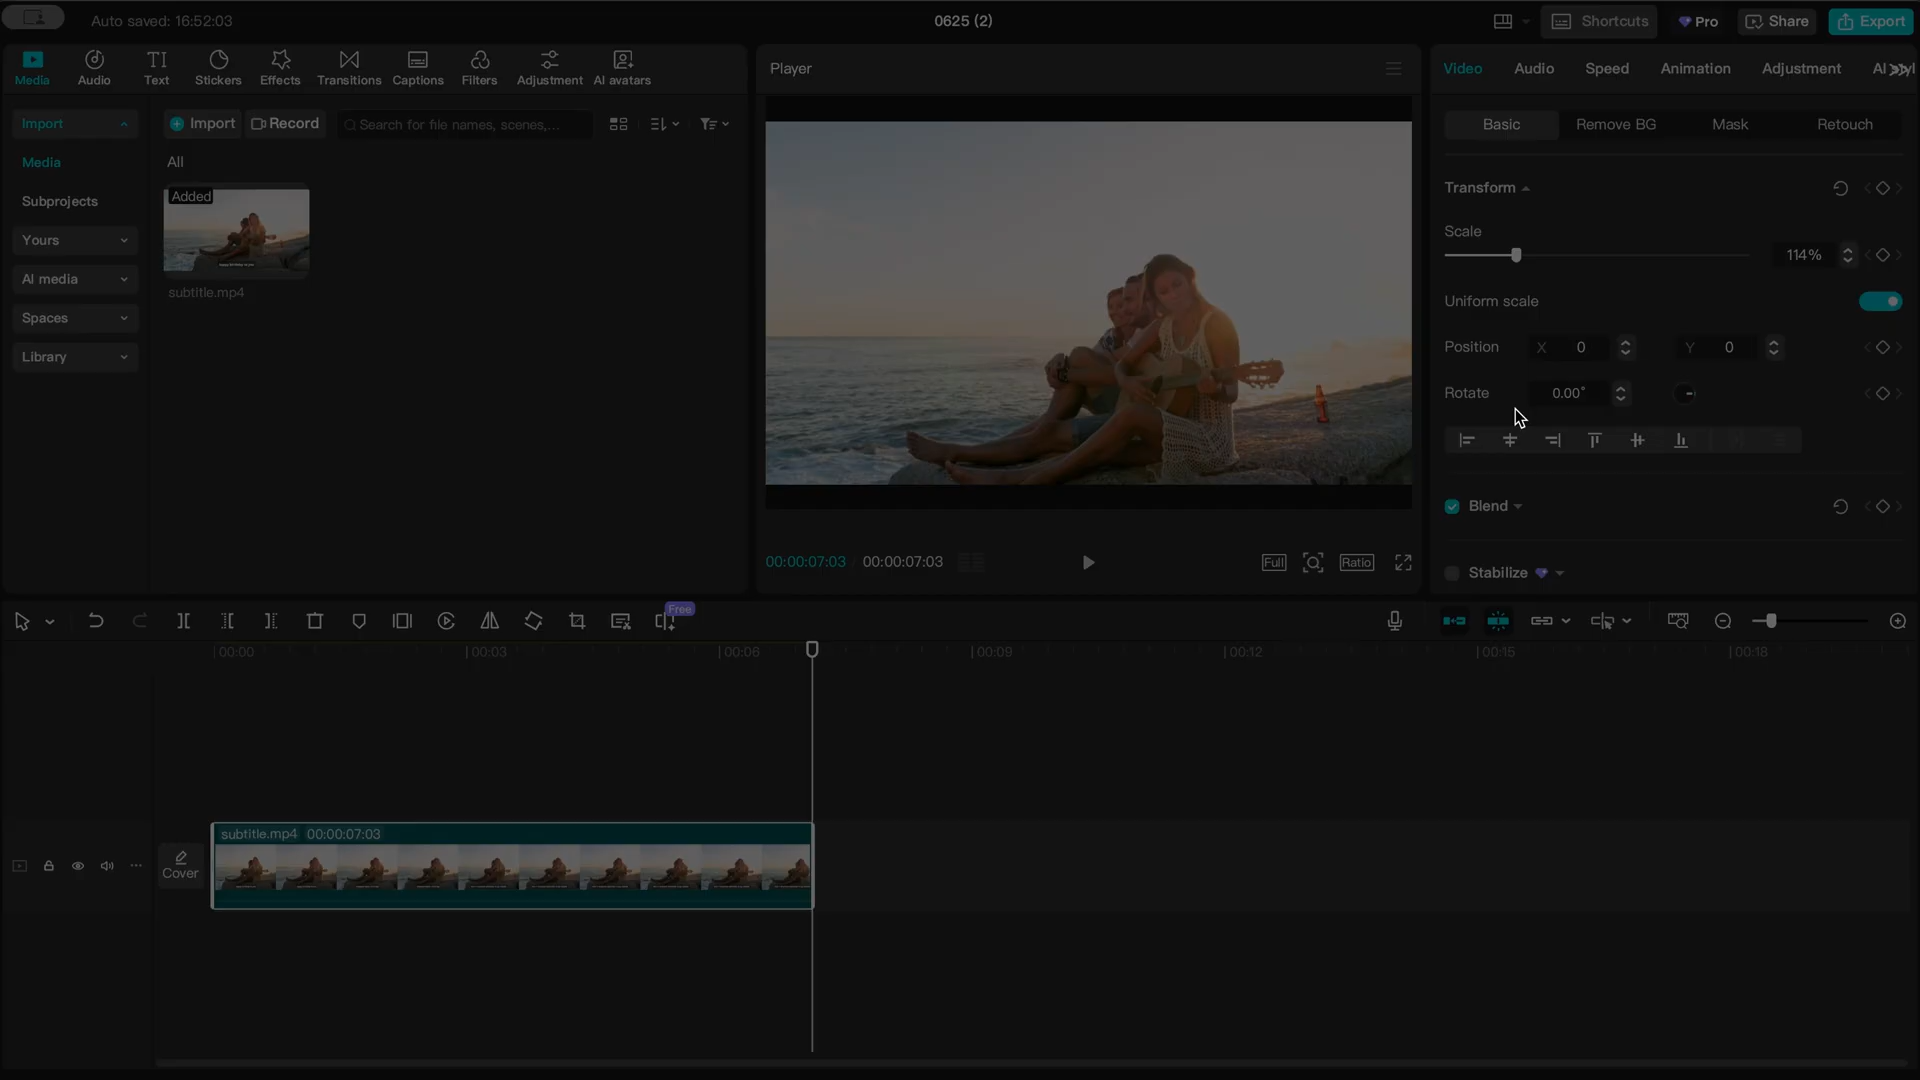 Auto saved: 16:52:03
0625 (2)
Shortcuts
Pro
Share
Export
Media
Audio
Text
Stickers
Effects
Transitions
Captions
Filters
Adjustment
AI avatars
Import
Media
Subprojects
Yours
AI media
Spaces
Library
Import
Record
Search for file names, scenes,...
All
Added
subtitle.mp4
Player
00:00:07:03
00:00:07:03
Full
Ratio
Video
Audio
Speed
Animation
Adjustment
Basic
Remove BG
Mask
Retouch
Transform
Scale
114%
Uniform scale
Position X 0 Y 0
Rotate 0.00°
Blend
Stabilize
Free
00:00
00:03
00:06
00:09
00:12
00:15
00:18
subtitle.mp4 00:00:07:03
Cover